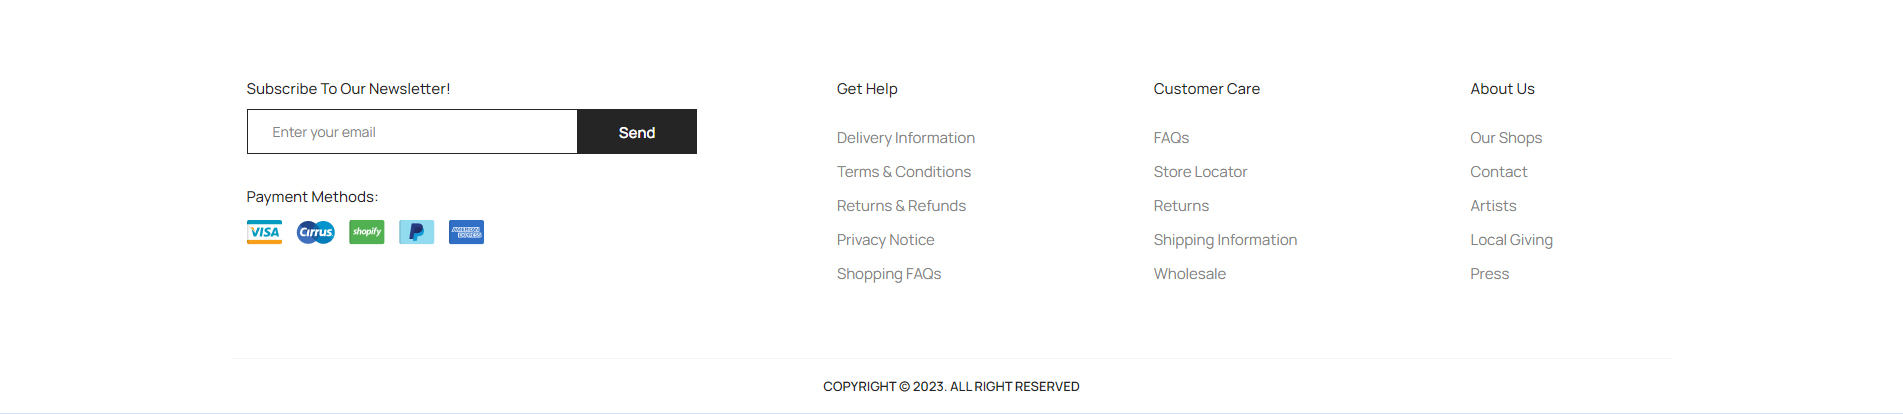 Subscribe To Our Newsletter!
Enter your email
Send
Payment Methods:
VISA
Cirrus
shopify
AMERICAN
EXPRESS
Get Help
Delivery Information
Terms & Conditions
Returns & Refunds
Privacy Notice
Shopping FAQs
Customer Care
FAQs
Store Locator
Returns
Shipping Information
Wholesale
About Us
Our Shops
Contact
Artists
Local Giving
Press
COPYRIGHT © 2023. ALL RIGHT RESERVED